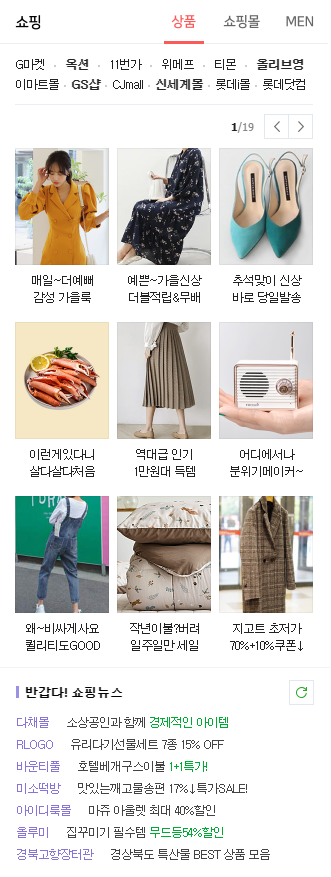 쇼핑 상품 쇼핑몰 MEN
G마켓 · 옥션 · 11번가 · 위메프 · 티몬 · 올리브영
이마트몰 · GS샵 · CJmall · 신세계몰 · 롯데i몰 · 롯데닷컴
1/19
매일~더예뻐
감성 가을룩
예쁜~가을신상
더블적립&무배
추석맞이 신상
바로 당일발송
이런게있다니
살다살다처음
역대급 인기
1만원대 득템
어디에서나
분위기메이커~
왜~비싸게사요
퀄리티도GOOD
작년이불?버려
일주일만 세일
지고트 초저가
70%+10%쿠폰↓
반갑다! 쇼핑뉴스
다채몰 소상공인과 함께 경제적인 아이템
RLOGO 유리다기선물세트 7종 15% OFF
바운티풀 호텔베개구스이불 1+1특가!
미소떡방 맛있는깨고물송편 17%↓특가SALE!
아이디룩몰 마쥬 아울렛 최대 40%할인
올루미 집꾸미기 필수템 무드등54%할인
경북고향장터관 경상북도 특산물 BEST 상품 모음